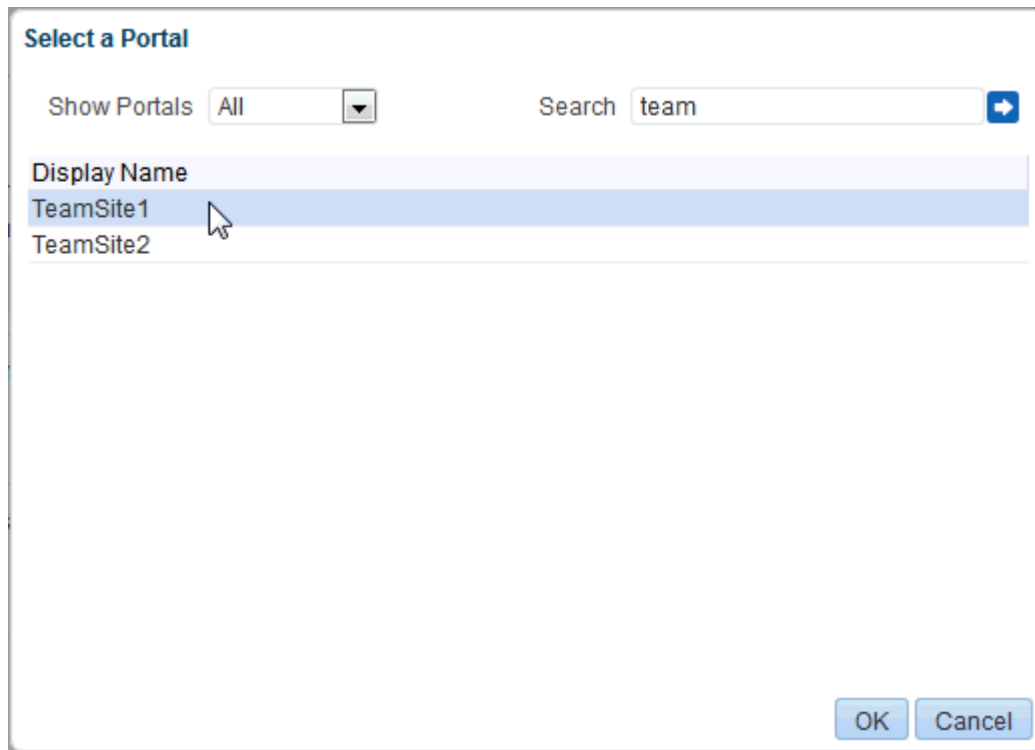 Select a Portal
Show Portals All Search team
Display Name
TeamSite1
TeamSite2
OK Cancel